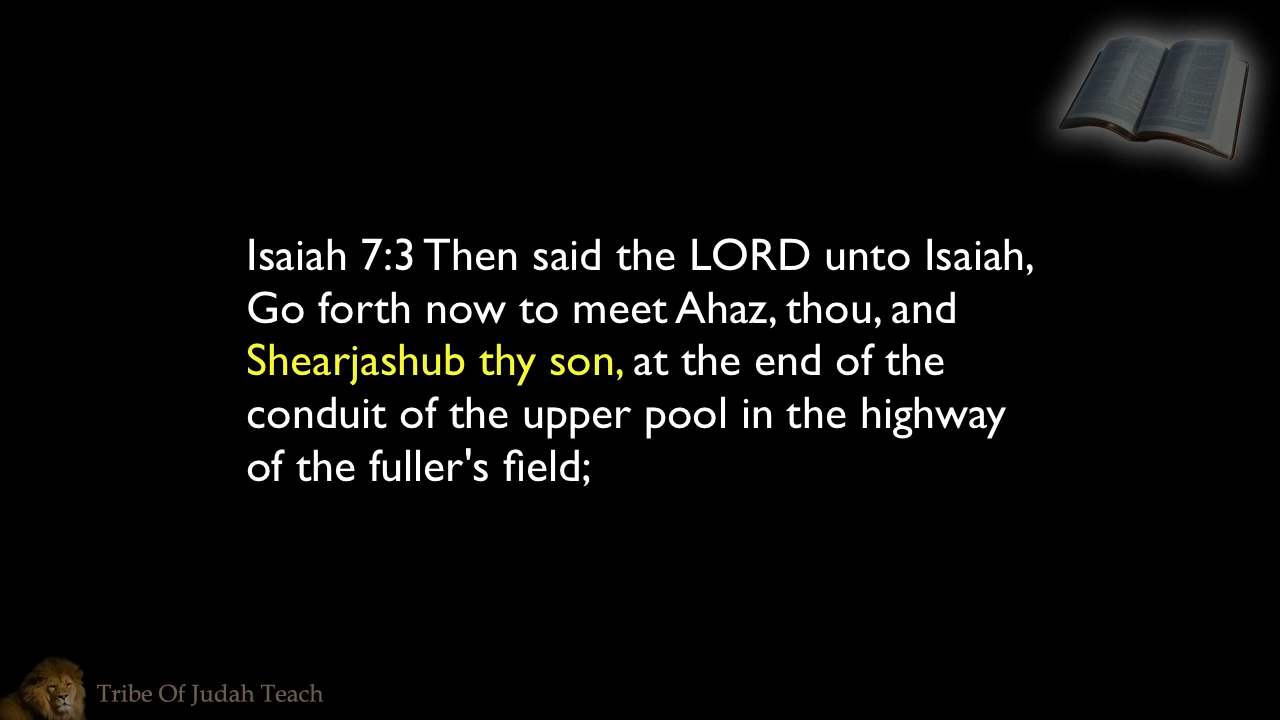 Isaiah 7:3 Then said the LORD unto Isaiah,
Go forth now to meet Ahaz, thou, and
Shearjashub thy son, at the end of the
conduit of the upper pool in the highway
of the fuller's field;
Tribe Of Judah Teach